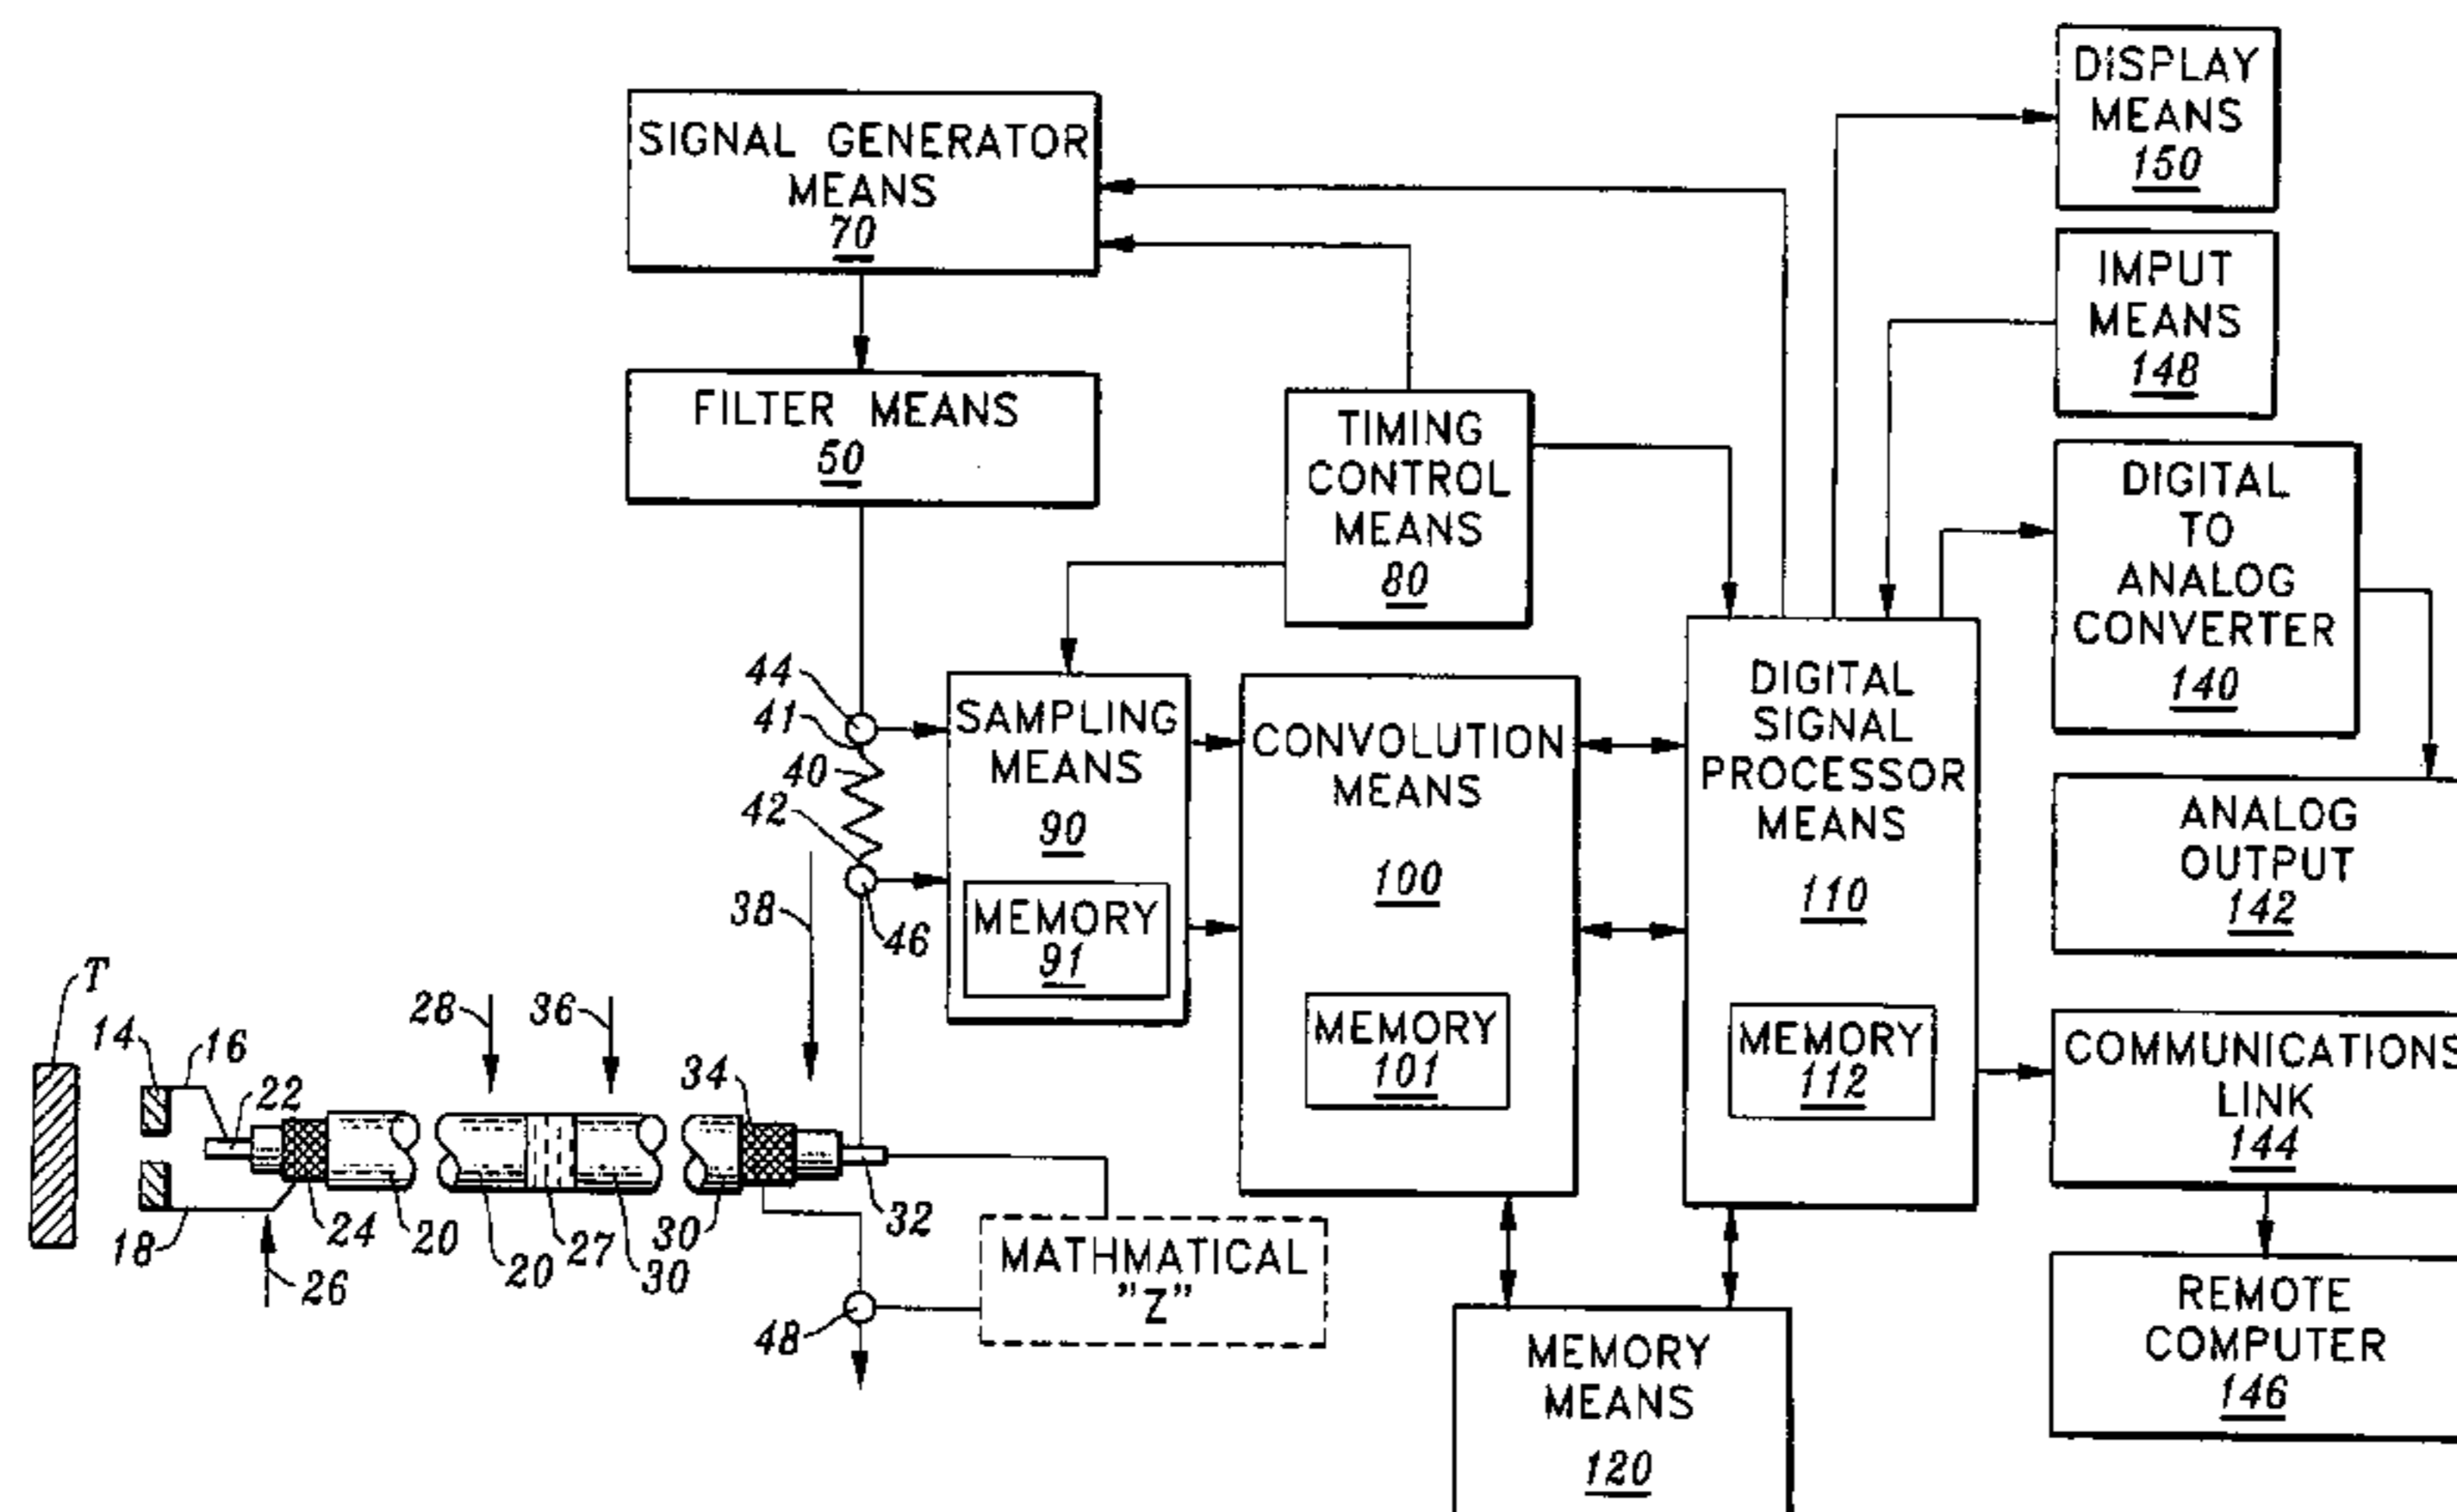 DISPLAY
MEANS
150
SIGNAL GENERATOR
MEANS
70
IMPUT
MEANS
148
FILTER MEANS
50
TIMING
CONTROL
MEANS
80
DIGITAL
TO
ANALOG
CONVERTER
140
44
41
40
42
38
46
SAMPLING
MEANS
90
MEMORY
91
CONVOLUTION
MEANS
100
MEMORY
101
DIGITAL
SIGNAL
PROCESSOR
MEANS
110
MEMORY
112
ANALOG
OUTPUT
142
COMMUNICATIONS
LINK
144
REMOTE
COMPUTER
146
T
14
16
22
28
36
34
18
24
20
26
20
27
30
30
32
48
MATHMATICAL
"Z"
MEMORY
MEANS
120